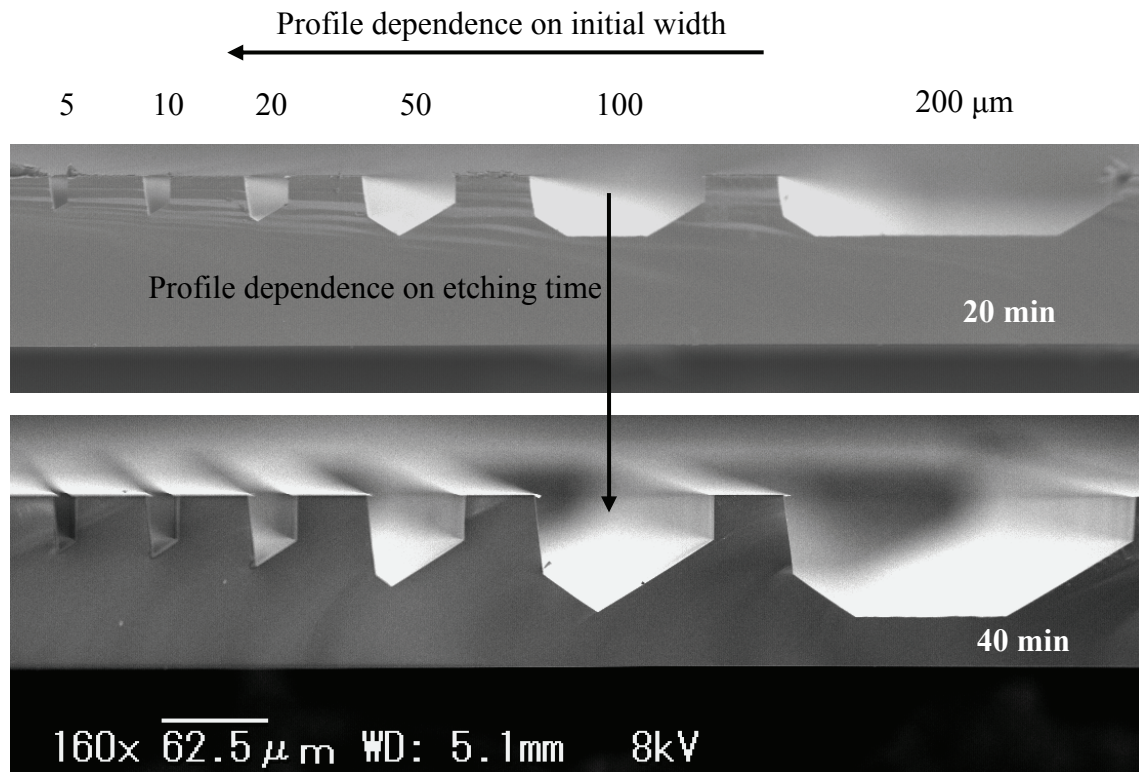 Profile dependence on initial width
5 10 20 50 100 200 μm
Profile dependence on etching time
20 min
40 min
160x 62.5μm WD: 5.1mm 8kV